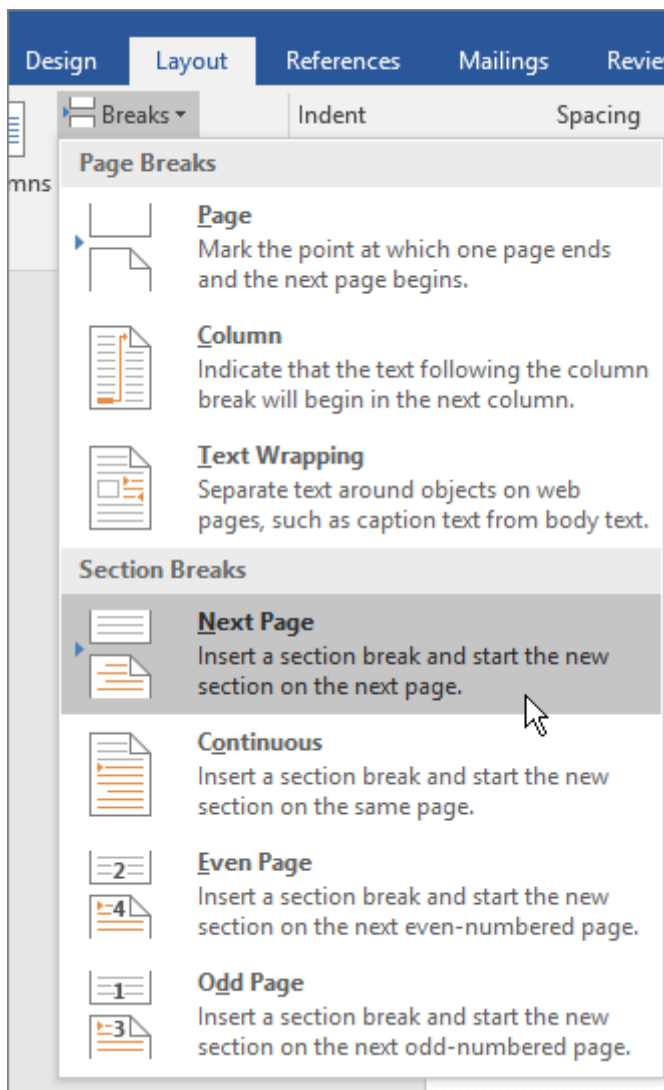 Design Layout References Mailings Revie
Breaks Indent Spacing
mns
Page Breaks
Page
Mark the point at which one page ends
and the next page begins.
Column
Indicate that the text following the column
break will begin in the next column.
Text Wrapping
Separate text around objects on web
pages, such as caption text from body text.
Section Breaks
Next Page
Insert a section break and start the new
section on the next page.
Continuous
Insert a section break and start the new
section on the same page.
2
4
Even Page
Insert a section break and start the new
section on the next even-numbered page.
1
3
Odd Page
Insert a section break and start the new
section on the next odd-numbered page.